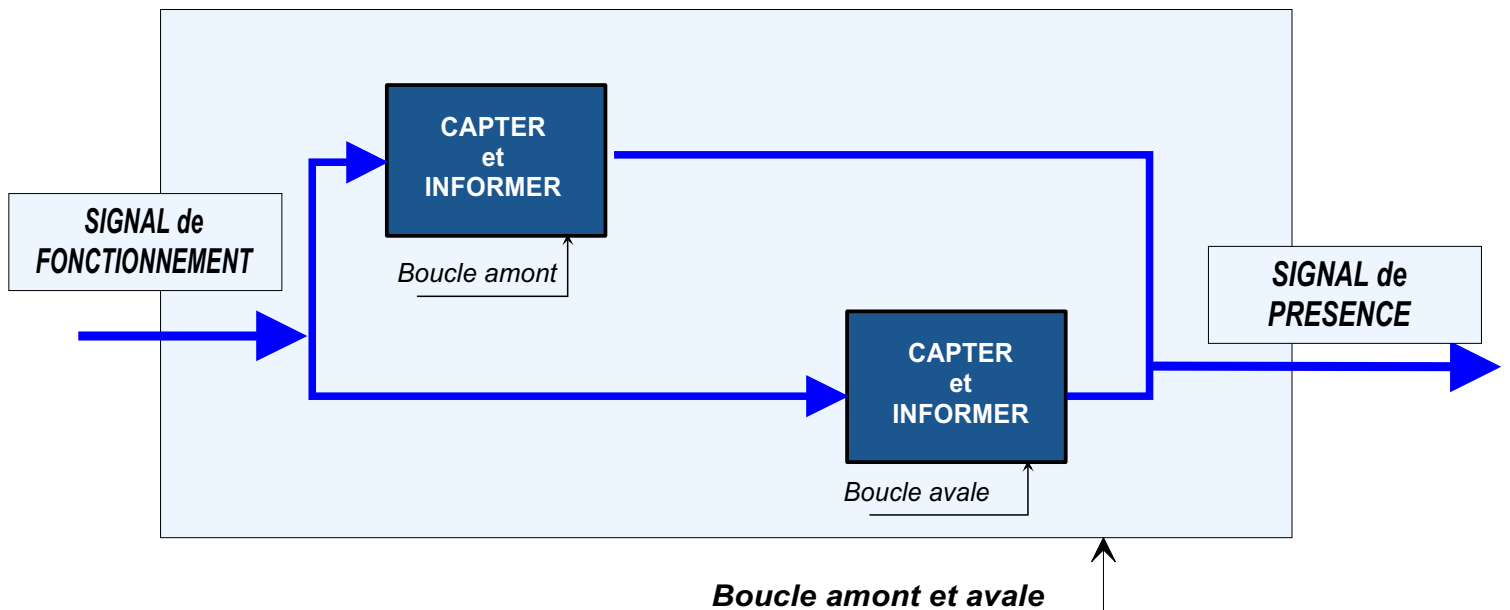 CAPTER
et
INFORMER
SIGNAL de
FONCTIONNEMENT
Boucle amont
SIGNAL de
PRESENCE
CAPTER
et
INFORMER
Boucle avale
Boucle amont et avale